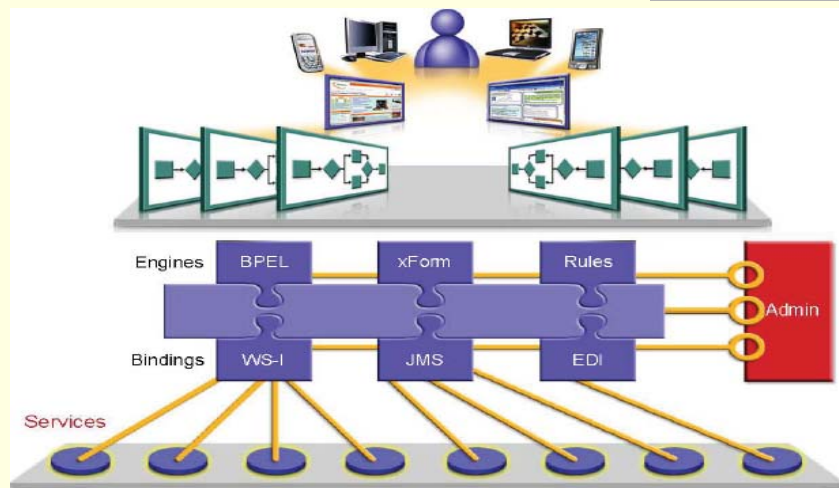 Engines
BPEL
xForm
Rules
Admin
Bindings
WS-I
JMS
EDI
Services